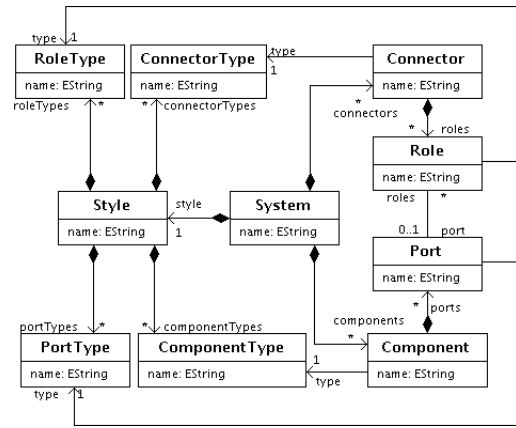 type 1
RoleType ConnectorType type Connector
1
name: EString name: EString name: EString
roleTypes * * connectorTypes *
connectors
* roles
Role
name: EString
Style style System roles *
name: EString 1 name: EString
0..1 port
Port
name: EString
* ports
portTypes * * componentTypes components
*
PortType ComponentType 1 Component
name: EString name: EString name: EString
type 1 type